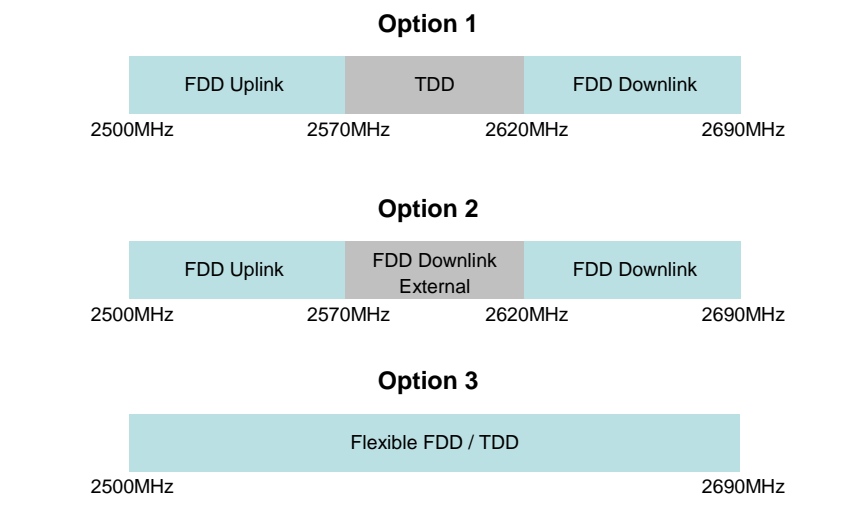 Option 1
FDD Uplink
TDD
FDD Downlink
2500MHz
2570MHz
2620MHz
2690MHz
Option 2
FDD Uplink
FDD Downlink
External
FDD Downlink
2500MHz
2570MHz
2620MHz
2690MHz
Option 3
Flexible FDD / TDD
2500MHz
2690MHz